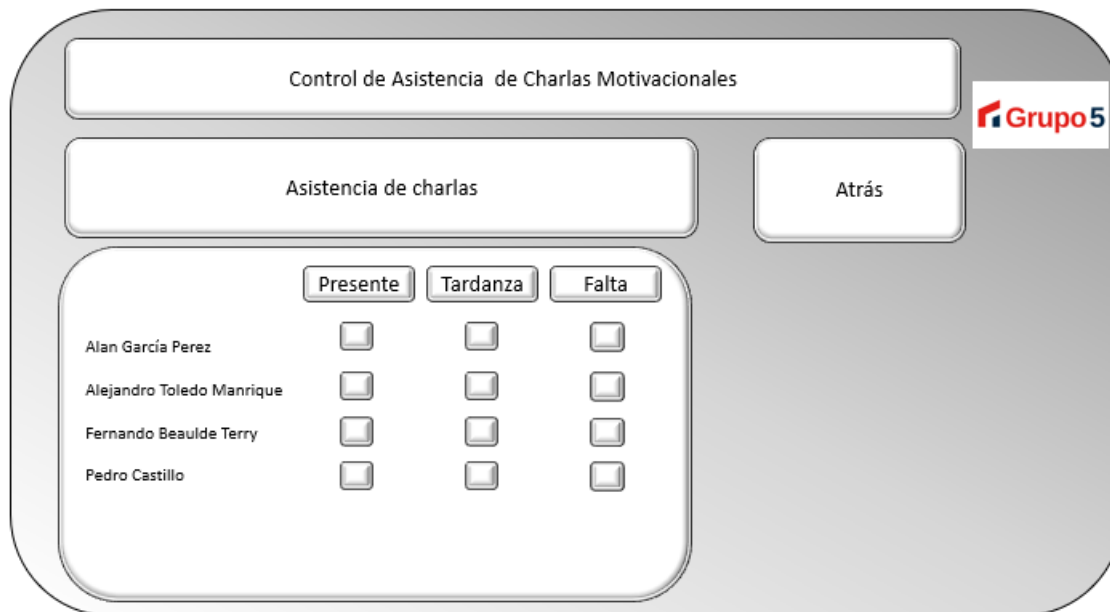 Control de Asistencia de Charlas Motivacionales
Grupo5
Asistencia de charlas
Atrás
Presente Tardanza Falta
Alan García Perez
Alejandro Toledo Manrique
Fernando Beaulde Terry
Pedro Castillo